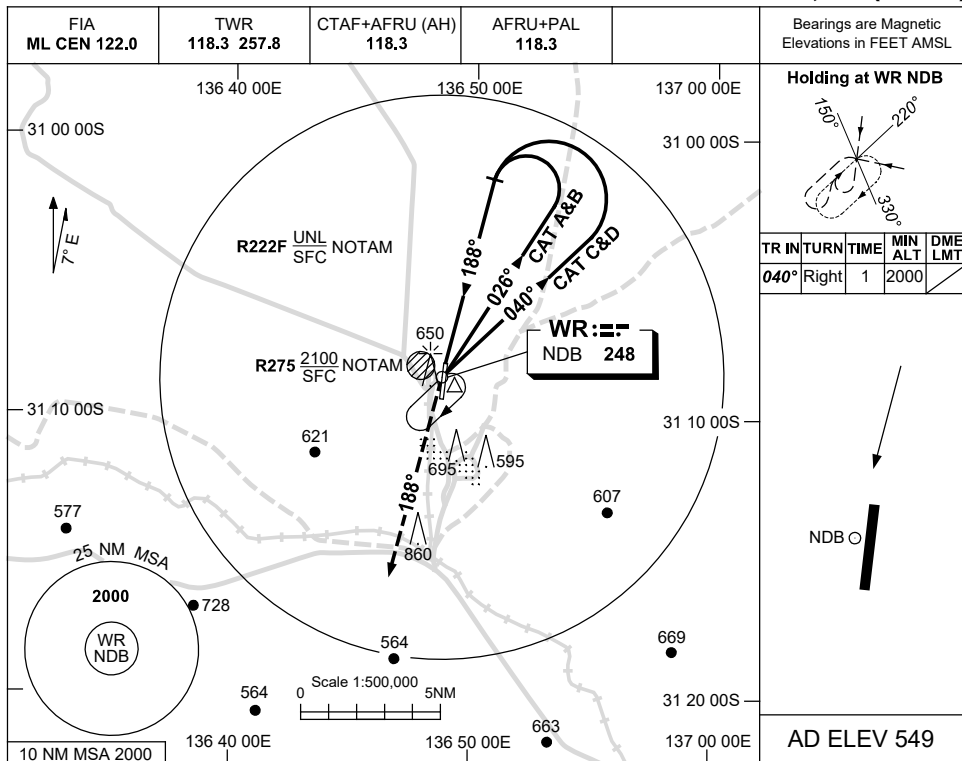 FIA
ML CEN 122.0
TWR
118.3 257.8
CTAF+AFRU (AH)
118.3
AFRU+PAL
118.3
Bearings are Magnetic
Elevations in FEET AMSL
136 40 00E
136 50 00E
137 00 00E
31 00 00S
31 00 00S
7° E
R222F UNL
SFC NOTAM
188°
026°
CAT A&B
040°
CAT C&D
650
R275 2100
SFC NOTAM
WR
NDB 248
31 10 00S
31 10 00S
621
695
595
607
577
188°
860
25 NM MSA
2000
WR
NDB
728
564
669
Scale 1:500,000
0
5NM
564
663
31 20 00S
136 40 00E
136 50 00E
137 00 00E
10 NM MSA 2000
Holding at WR NDB
150°
220°
330°
TR IN TURN TIME MIN ALT DME LMT
040° Right 1 2000
NDB
AD ELEV 549